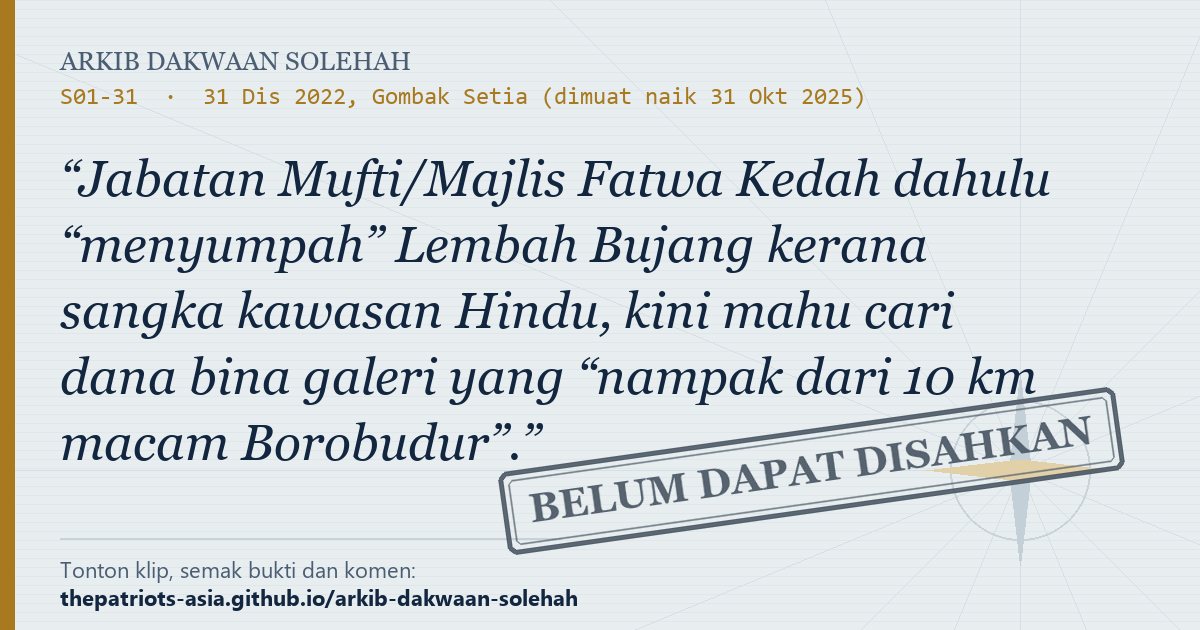 ARKIB DAKWAAN SOLEHAH
S01-31 · 31 Dis 2022, Gombak Setia (dimuat naik 31 Okt 2025)
“Jabatan Mufti/Majlis Fatwa Kedah dahulu
“menyumpah” Lembah Bujang kerana
sangka kawasan Hindu, kini mahu cari
dana bina galeri yang “nampak dari 10 km
macam Borobudur”.”
BELUM DAPAT DISAHKAN
Tonton klip, semak bukti dan komen:
thepatriots-asia.github.io/arkib-dakwaan-solehah